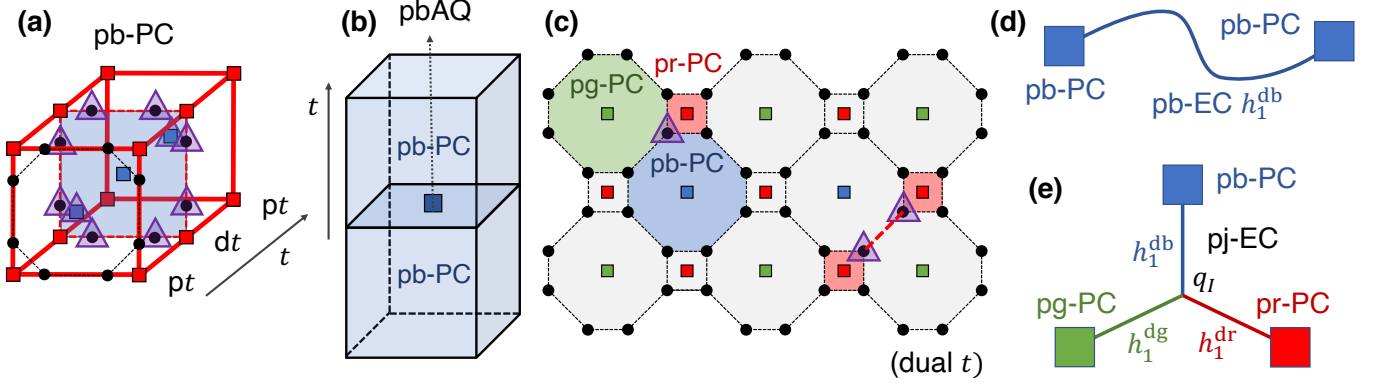 (a)
pb-PC
pt
dt
t
pt
(b)
pbAQ
t
pb-PC
pb-PC
(c)
pg-PC
pr-PC
pb-PC
(dual t)
(d)
pb-PC
pb-PC
pb-EC h₁ᵈᵇ
(e)
pb-PC
h₁ᵈᵇ
pj-EC
q_I
pg-PC
pr-PC
h₁ᵈᵍ
h₁ᵈʳ